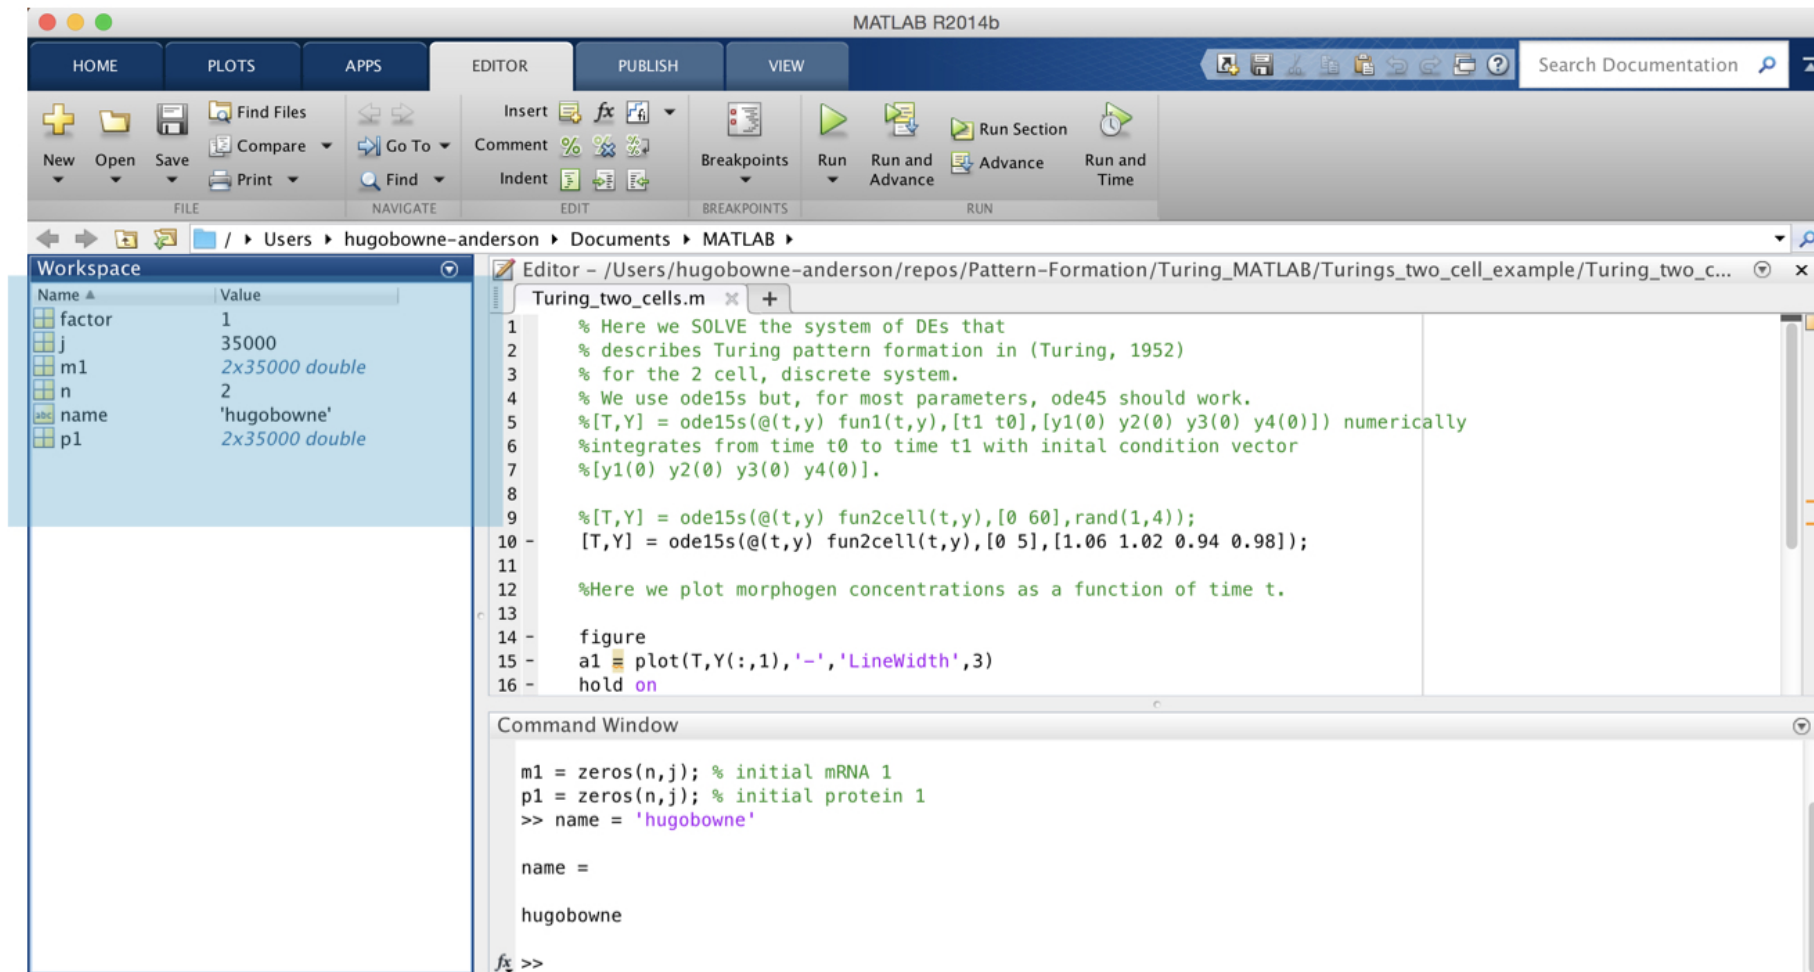 MATLAB R2014b
HOME PLOTS APPS EDITOR PUBLISH VIEW Search Documentation
New Open Save Find Files Compare Print Go To Find Insert fx Comment Indent Breakpoints Run Run and Advance Run Section Advance Run and Time
FILE NAVIGATE EDIT BREAKPOINTS RUN
/ Users hugobowne-anderson Documents MATLAB
Workspace
Name Value
factor 1
j 35000
m1 2x35000 double
n 2
name 'hugobowne'
p1 2x35000 double
Editor - /Users/hugobowne-anderson/repos/Pattern-Formation/Turing_MATLAB/Turings_two_cell_example/Turing_two_c...
Turing_two_cells.m
1 % Here we SOLVE the system of DEs that
2 % describes Turing pattern formation in (Turing, 1952)
3 % for the 2 cell, discrete system.
4 % We use ode15s but, for most parameters, ode45 should work.
5 %[T,Y] = ode15s(@(t,y) fun1(t,y),[t1 t0],[y1(0) y2(0) y3(0) y4(0)]) numerically
6 %integrates from time t0 to time t1 with inital condition vector
7 %[y1(0) y2(0) y3(0) y4(0)].
8
9 %[T,Y] = ode15s(@(t,y) fun2cell(t,y),[0 60],rand(1,4));
10 - [T,Y] = ode15s(@(t,y) fun2cell(t,y),[0 5],[1.06 1.02 0.94 0.98]);
11
12 %Here we plot morphogen concentrations as a function of time t.
13
14 - figure
15 - a1 = plot(T,Y(:,1),'-','LineWidth',3)
16 - hold on
Command Window
m1 = zeros(n,j); % initial mRNA 1
p1 = zeros(n,j); % initial protein 1
>> name = 'hugobowne'
name =
hugobowne
fx >>